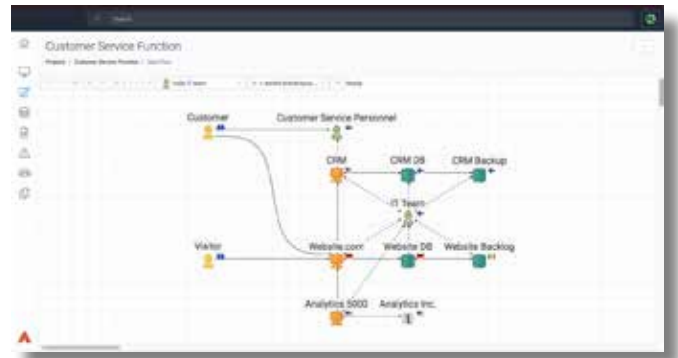 Search
Customer Service Function
Customer Customer Service Personnel
CRM CRM DB CRM Backup
IT Team
Visitor Website.com Website DB Website Backlog
Analytics 5000 Analytics Inc.